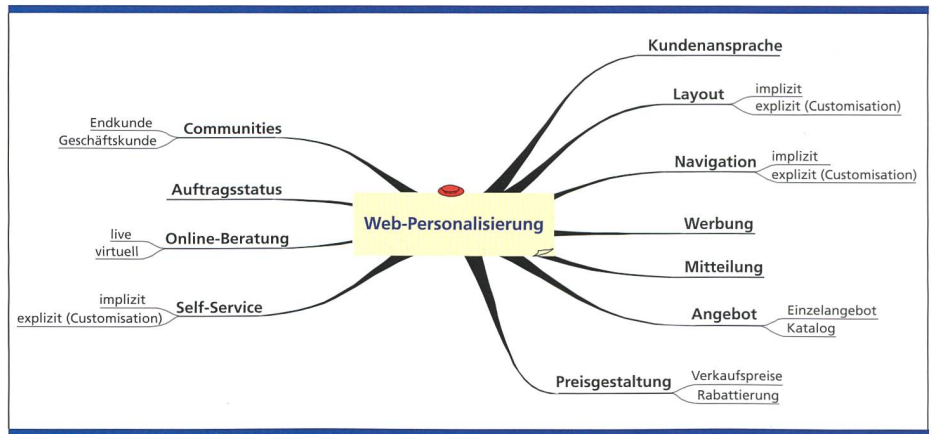 Web-Personalisierung
Kundenansprache
Layout
implizit
explizit (Customisation)
Navigation
implizit
explizit (Customisation)
Werbung
Mitteilung
Angebot
Einzelangebot
Katalog
Preisgestaltung
Verkaufspreise
Rabattierung
Communities
Endkunde
Geschäftskunde
Auftragsstatus
Online-Beratung
live
virtuell
Self-Service
implizit
explizit (Customisation)